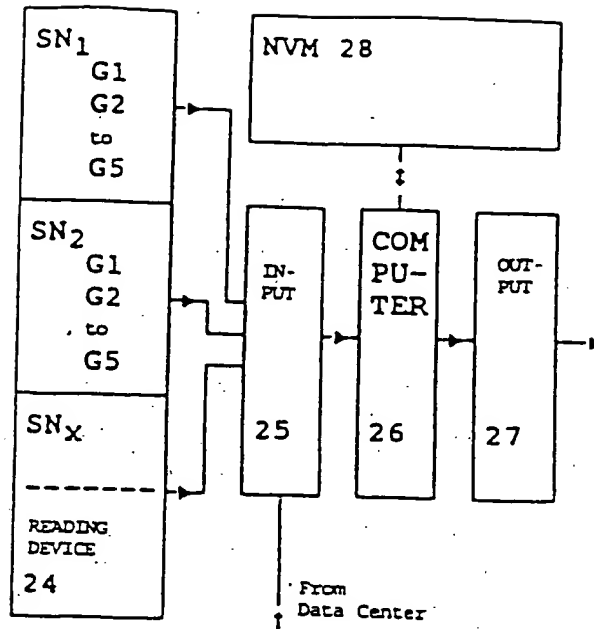 SN1
G1
G2
to
G5
SN2
G1
G2
to
G5
SNX
READING
DEVICE
24
NVM 28
IN-
PUT
25
COM
PU-
TER
26
OUT-
PUT
27
From
Data Center